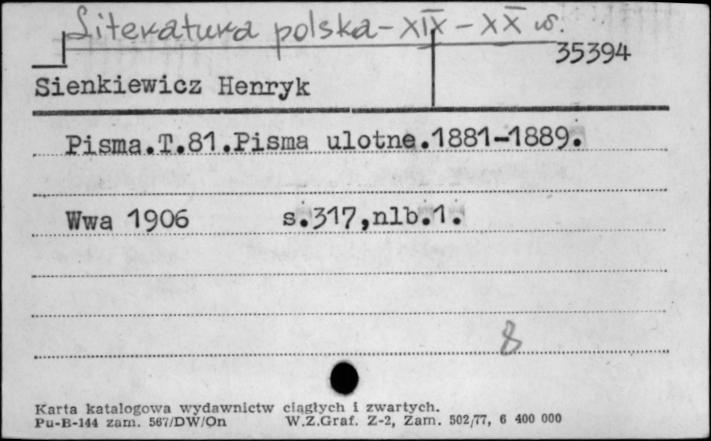 Literatura polska - XIX - XX w.
35394
Sienkiewicz Henryk
Pisma.T.81.Pisma ulotne.1881-1889.
Wwa 1906 s.317,nlb.1.
8
Karta katalogowa wydawnictw ciągłych i zwartych.
Pu-B-144 zam. 567/DW/On W.Z.Graf. Z-2, Zam. 502/77, 6 400 000